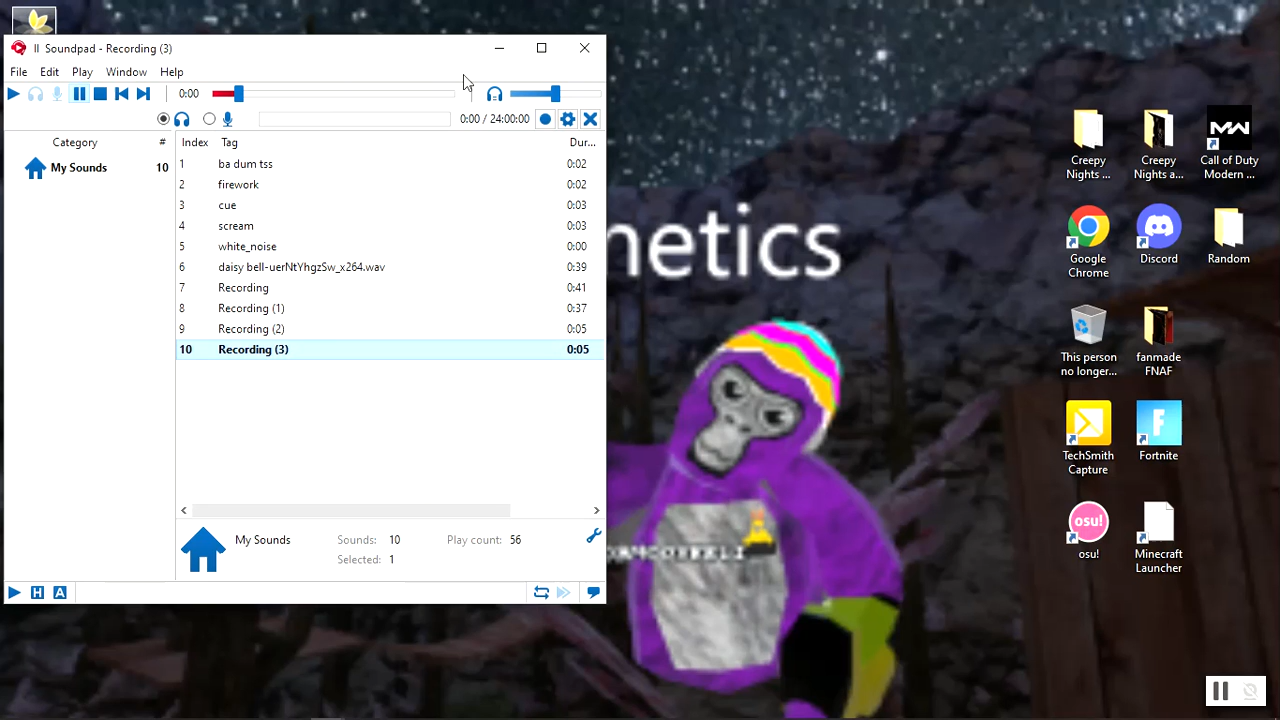 II Soundpad - Recording (3)
File Edit Play Window Help
0:00
0:00 / 24:00:00
Category #
My Sounds 10
Index Tag Dur...
1 ba dum tss 0:02
2 firework 0:02
3 cue 0:03
4 scream 0:03
5 white_noise 0:00
6 daisy bell-uerNtYhgzSw_x264.wav 0:39
7 Recording 0:41
8 Recording (1) 0:37
9 Recording (2) 0:05
10 Recording (3) 0:05
My Sounds
Sounds: 10
Play count: 56
Selected: 1
H A
netics
Creepy
Nights ...
Creepy
Nights a...
MW
Call of Duty
Modern ...
Google
Chrome
Discord
Random
This person
no longer...
fanmade
FNAF
TechSmith
Capture
F
Fortnite
osu!
osu!
Minecraft
Launcher